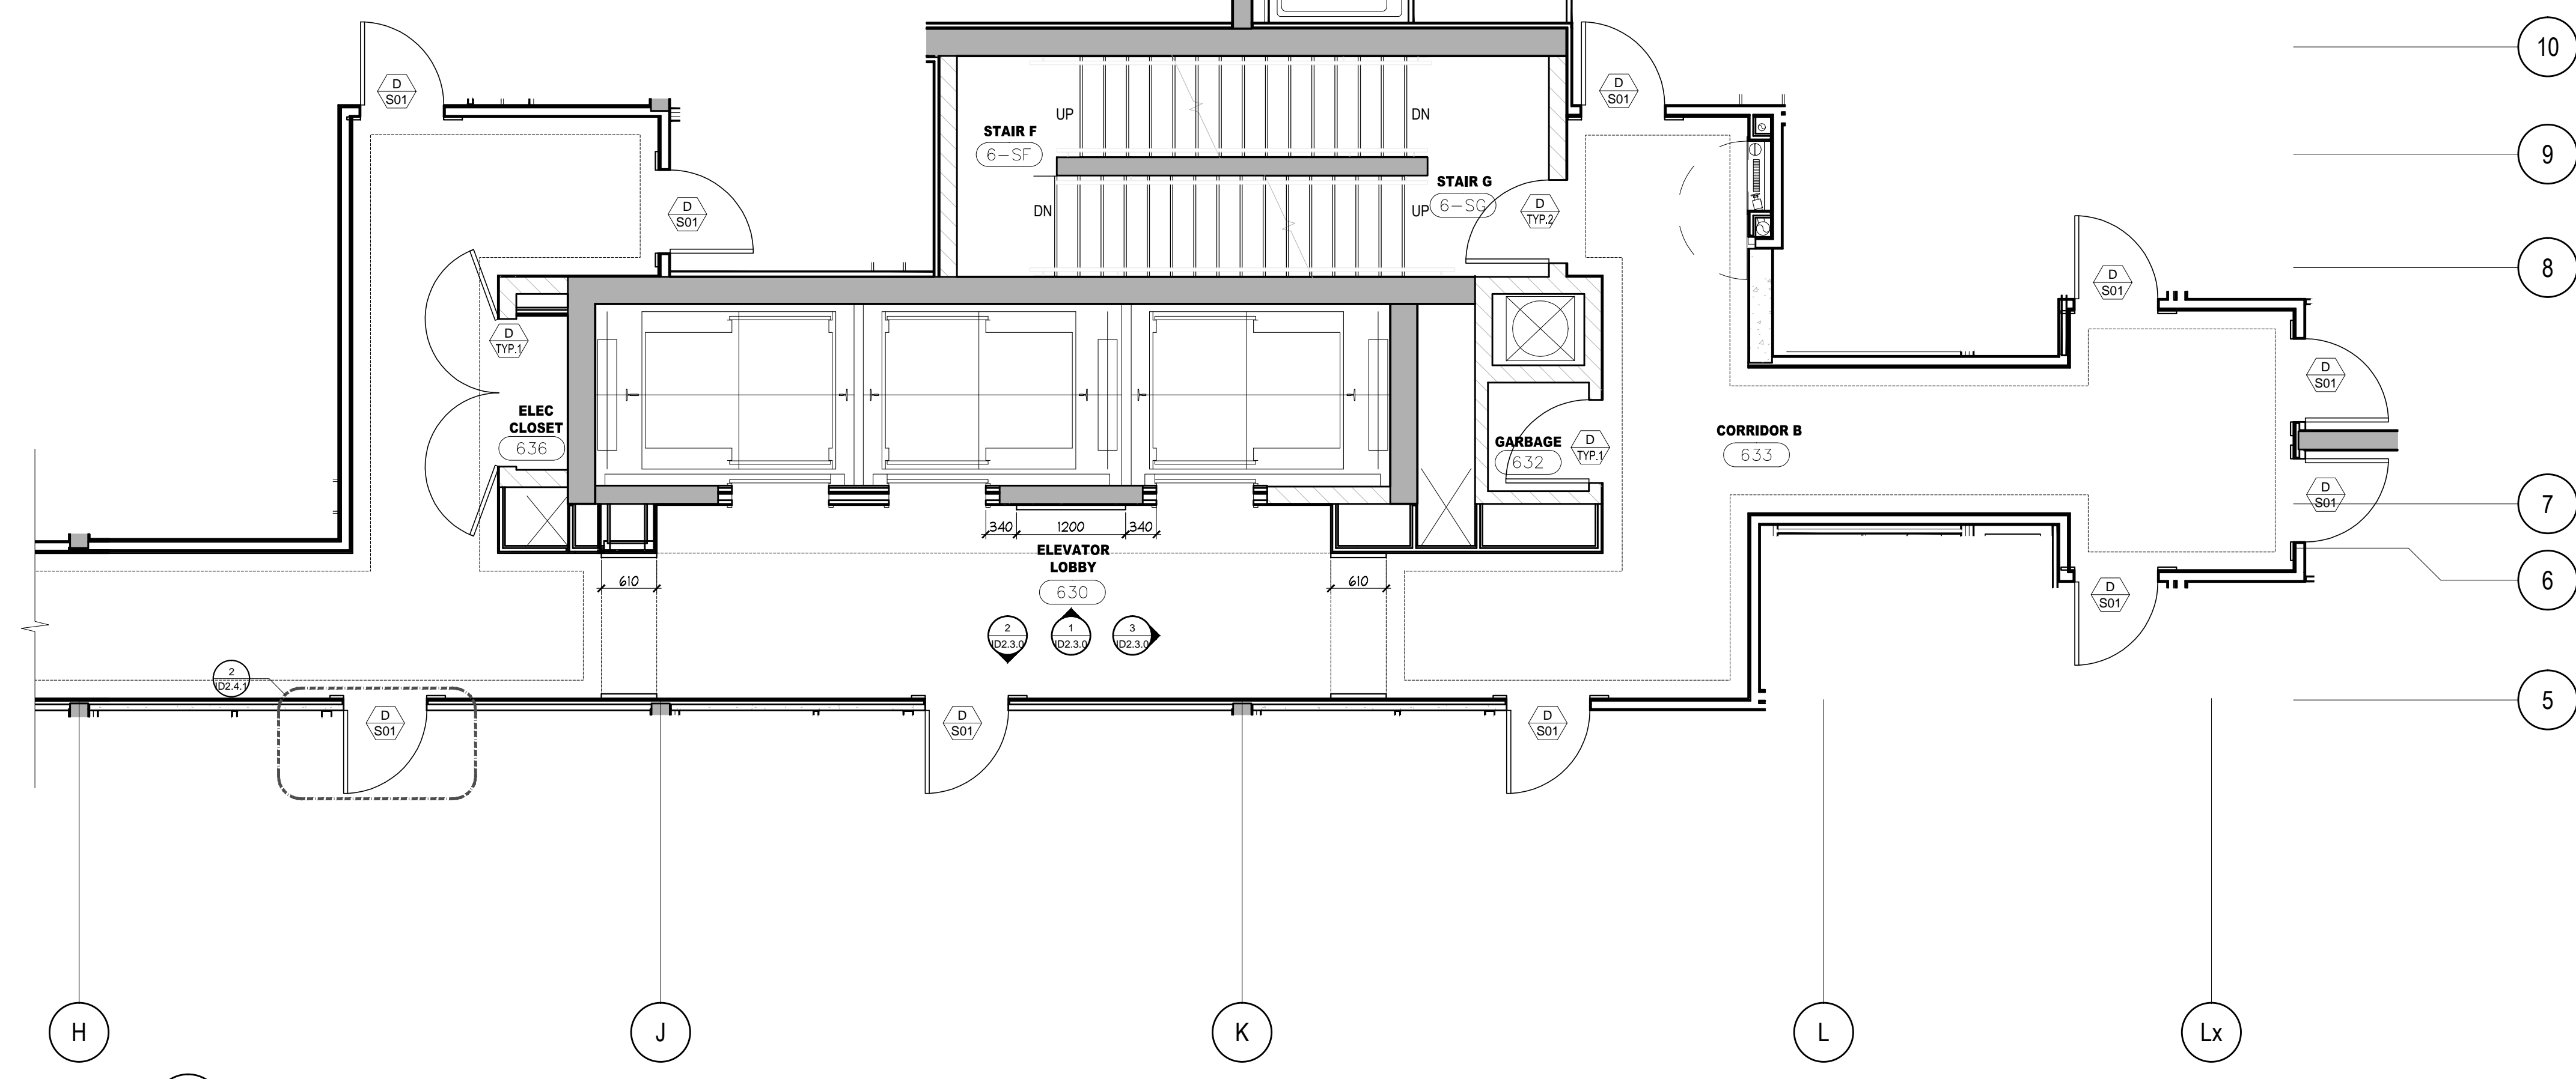 10
D
S01
D
S01
UP
DN
STAIR F
6-SF
9
STAIR G
6-SG
DN
UP
D
TYP.2
D
S01
8
D
S01
D
TYP.1
D
S01
ELEC
CLOSET
636
GARBAGE
632
D
TYP.1
CORRIDOR B
633
D
S01
7
340
1200
340
ELEVATOR
LOBBY
630
610
610
6
D
S01
2
ID2.3.0
1
ID2.3.0
3
ID2.3.0
2
ID2.4.1
D
S01
D
S01
D
S01
5
H
J
K
L
Lx